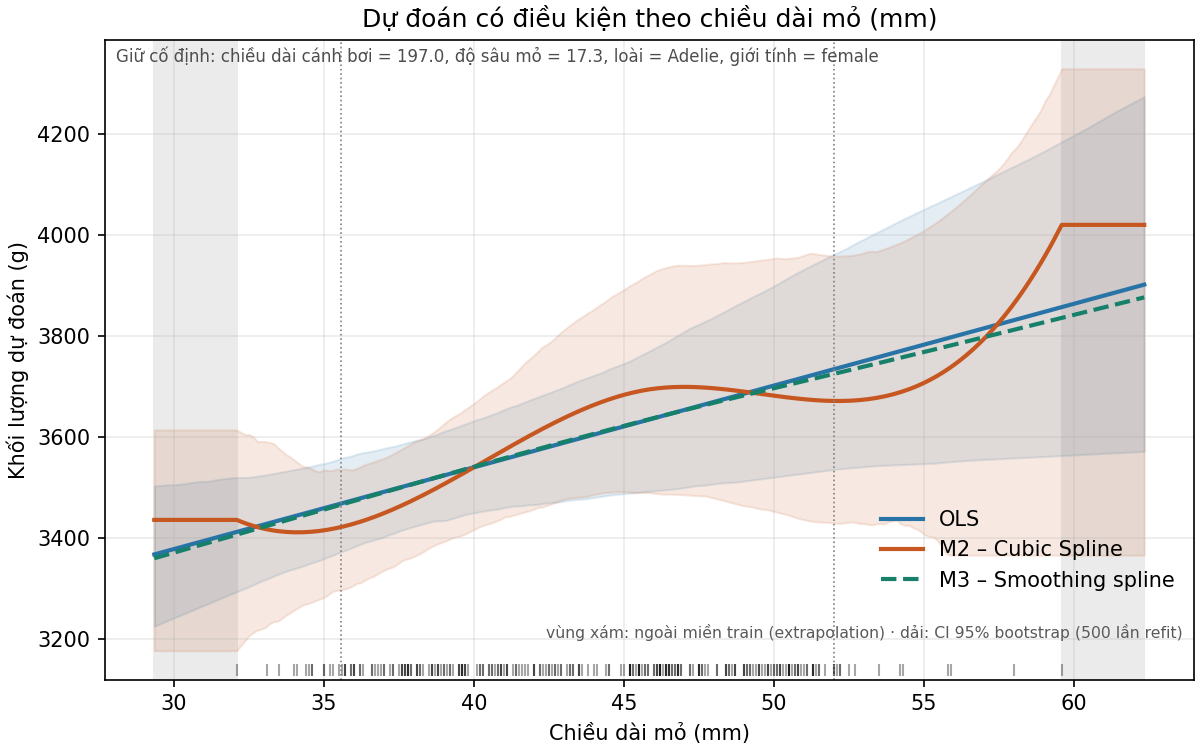 Dự đoán có điều kiện theo chiều dài mỏ (mm)
Giữ cố định: chiều dài cánh bơi = 197.0, độ sâu mỏ = 17.3, loài = Adelie, giới tính = female
Khối lượng dự đoán (g)
4200
4000
3800
3600
3400
3200
OLS
M2 – Cubic Spline
M3 – Smoothing spline
vùng xám: ngoài miền train (extrapolation) · dải: CI 95% bootstrap (500 lần refit)
30 35 40 45 50 55 60
Chiều dài mỏ (mm)